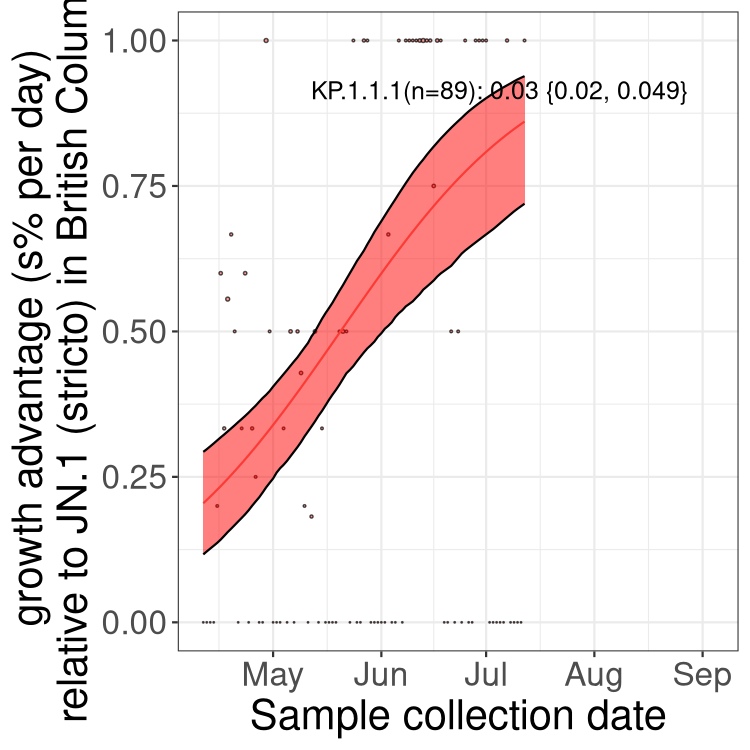 growth advantage (s% per day)
relative to JN.1 (stricto) in British Colum
1.00
0.75
0.50
0.25
0.00
KP.1.1.1(n=89): 0.03 {0.02, 0.049}
May Jun Jul Aug Sep
Sample collection date